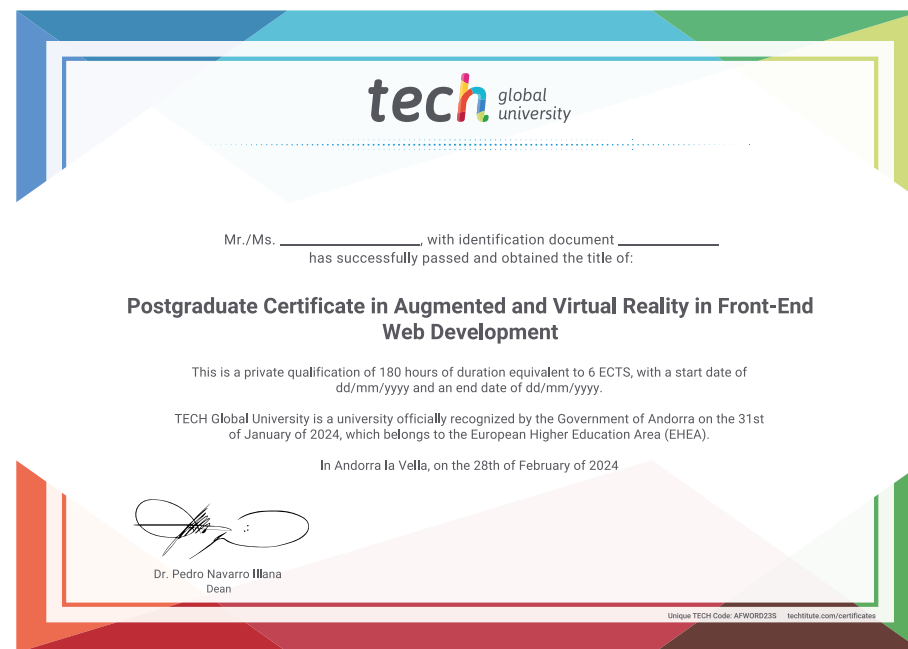 tech global
university
Mr./Ms. ____________________, with identification document ______________
has successfully passed and obtained the title of:
Postgraduate Certificate in Augmented and Virtual Reality in Front-End
Web Development
This is a private qualification of 180 hours of duration equivalent to 6 ECTS, with a start date of
dd/mm/yyyy and an end date of dd/mm/yyyy.
TECH Global University is a university officially recognized by the Government of Andorra on the 31st
of January of 2024, which belongs to the European Higher Education Area (EHEA).
In Andorra la Vella, on the 28th of February of 2024
Dr. Pedro Navarro Illana
Dean
Unique TECH Code: AFWORD23S techtitute.com/certificates